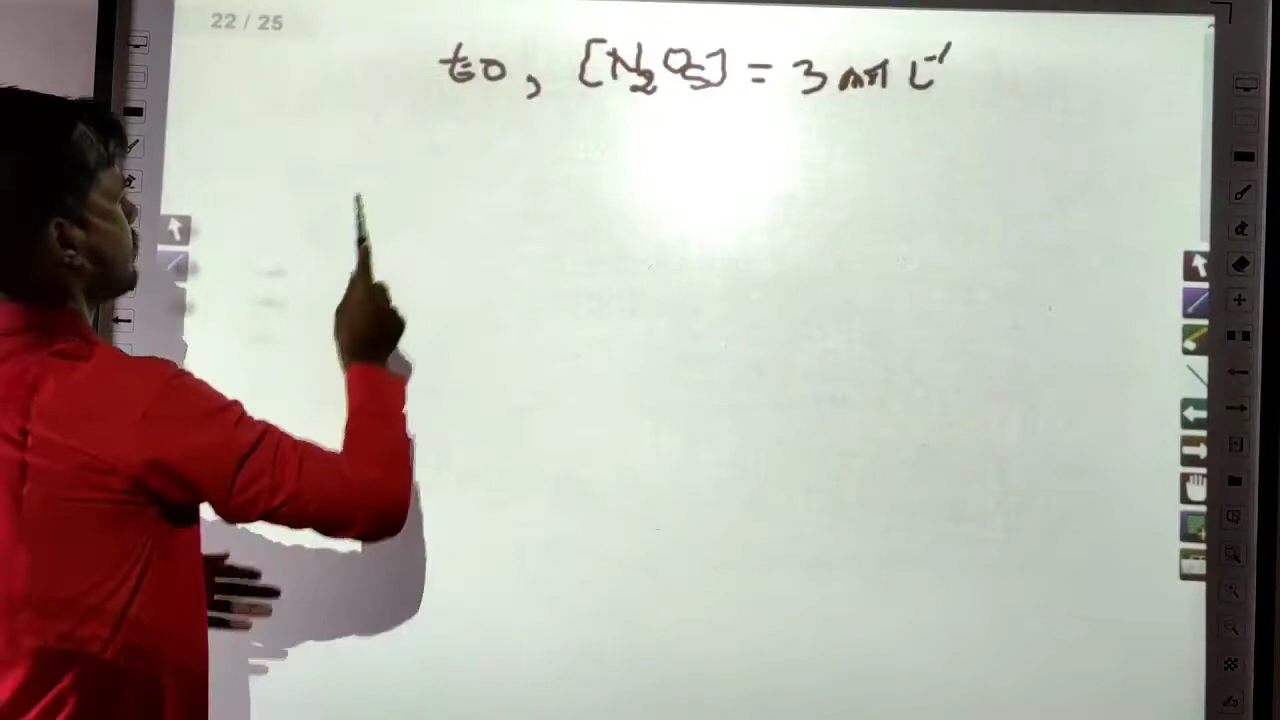 22 / 25
t=0, [N₂O₅] = 3 mol L⁻¹